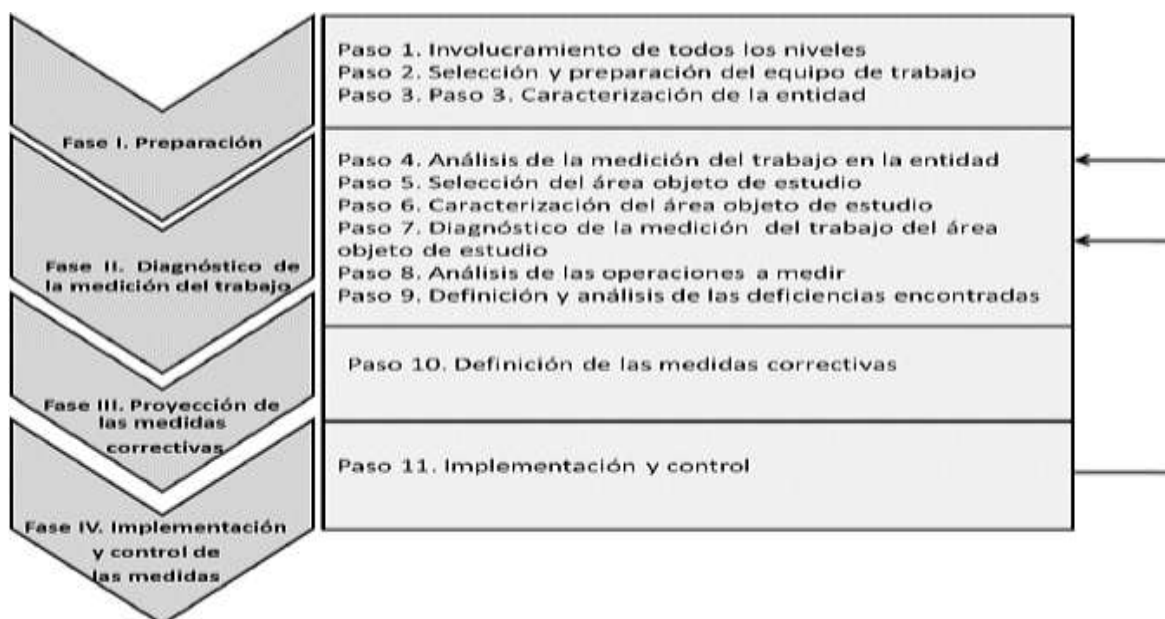 Fase I. Preparación
Paso 1. Involucramiento de todos los niveles
Paso 2. Selección y preparación del equipo de trabajo
Paso 3. Paso 3. Caracterización de la entidad
Fase II. Diagnóstico de
la medición del trabajo
Paso 4. Análisis de la medición del trabajo en la entidad
Paso 5. Selección del área objeto de estudio
Paso 6. Caracterización del área objeto de estudio
Paso 7. Diagnóstico de la medición del trabajo del área
objeto de estudio
Paso 8. Análisis de las operaciones a medir
Paso 9. Definición y análisis de las deficiencias encontradas
Fase III. Proyección de
las medidas
correctivas
Paso 10. Definición de las medidas correctivas
Fase IV. Implementación
y control de
las medidas
Paso 11. Implementación y control